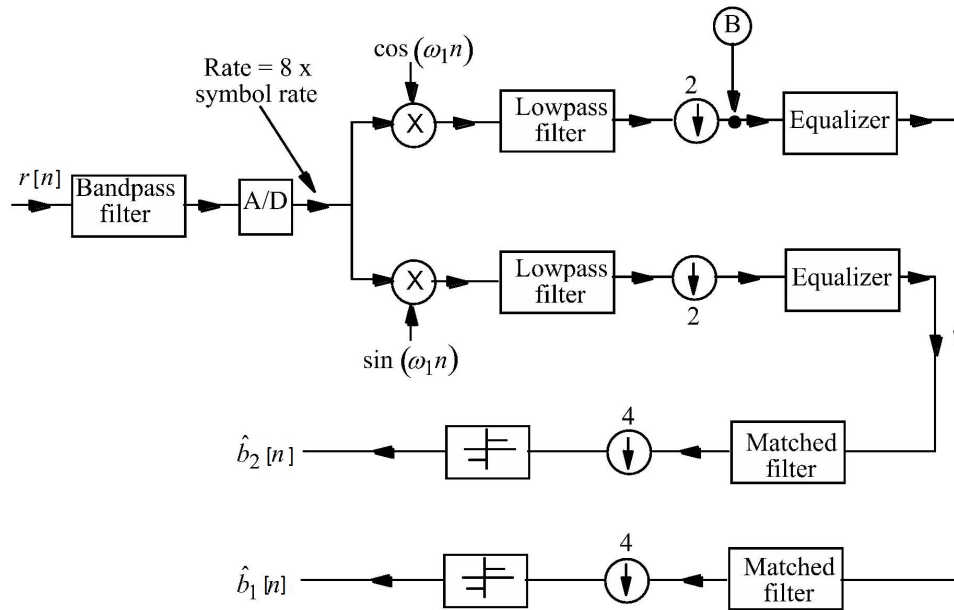 B
cos (ω₁n)
Rate = 8 x
symbol rate
2
X
Lowpass
filter
↓
Equalizer
r [n]
Bandpass
filter
A/D
X
Lowpass
filter
↓
Equalizer
2
sin (ω₁n)
4
b̂₂ [n]
↓
Matched
filter
4
b̂₁ [n]
↓
Matched
filter